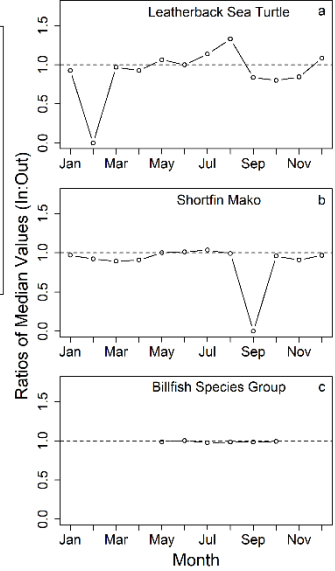 Ratios of Median Values (In:Out)
Leatherback Sea Turtle a
1.5
1.0
0.5
0.0
Jan Mar May Jul Sep Nov
Shortfin Mako b
1.5
1.0
0.5
0.0
Jan Mar May Jul Sep Nov
Billfish Species Group c
1.5
1.0
0.5
0.0
Jan Mar May Jul Sep Nov
Month